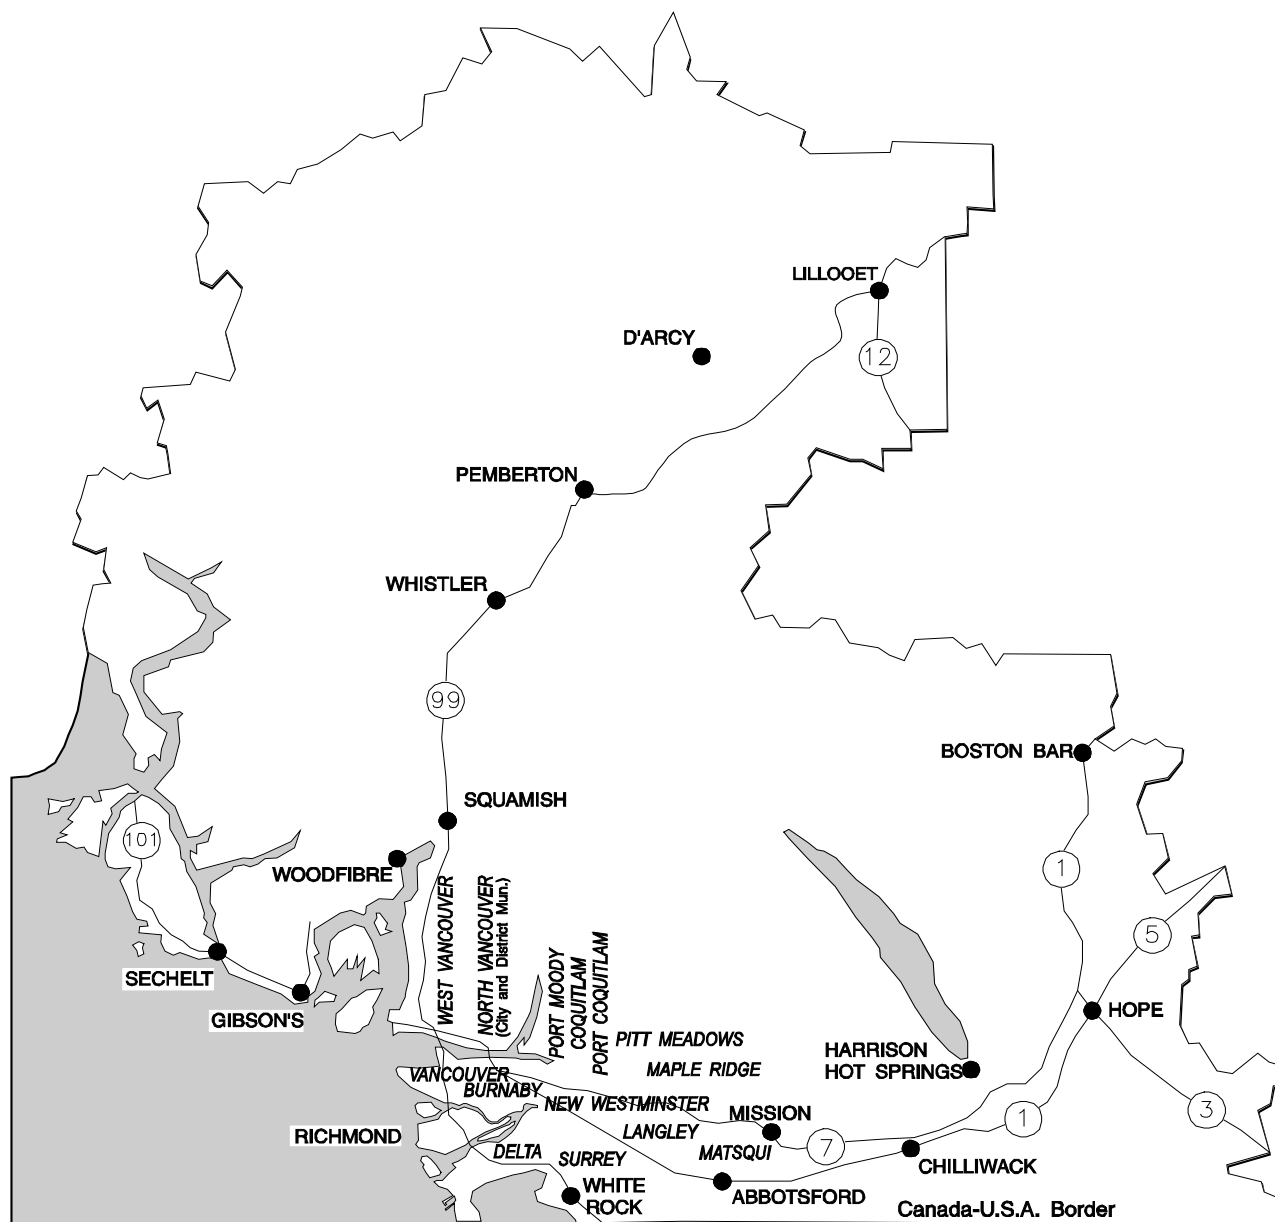 LILLOOET
D'ARCY
12
PEMBERTON
WHISTLER
99
BOSTON BAR
SQUAMISH
101
WOODFIBRE
1
WEST VANCOUVER
NORTH VANCOUVER
(City and District Mun.)
PORT MOODY
COQUITLAM
PORT COQUITLAM
5
SECHELT
GIBSON'S
HOPE
PITT MEADOWS
HARRISON
HOT SPRINGS
MAPLE RIDGE
VANCOUVER
BURNABY
NEW WESTMINSTER
MISSION
3
1
RICHMOND
LANGLEY
7
DELTA
SURREY
MATSQUI
CHILLIWACK
WHITE
ROCK
ABBOTSFORD
Canada-U.S.A. Border